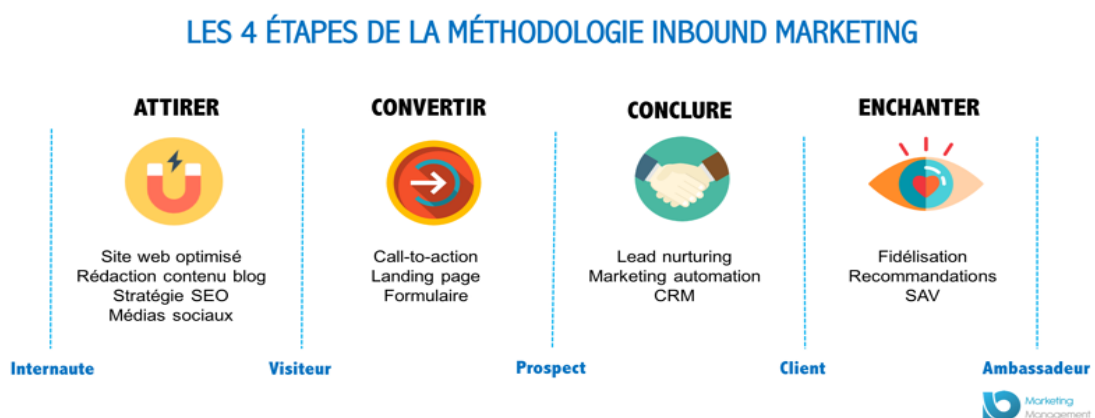 LES 4 ÉTAPES DE LA MÉTHODOLOGIE INBOUND MARKETING
ATTIRER
Site web optimisé
Rédaction contenu blog
Stratégie SEO
Médias sociaux
CONVERTIR
Call-to-action
Landing page
Formulaire
CONCLURE
Lead nurturing
Marketing automation
CRM
ENCHANTER
Fidélisation
Recommandations
SAV
Internaute
Visiteur
Prospect
Client
Ambassadeur
Marketing
Management